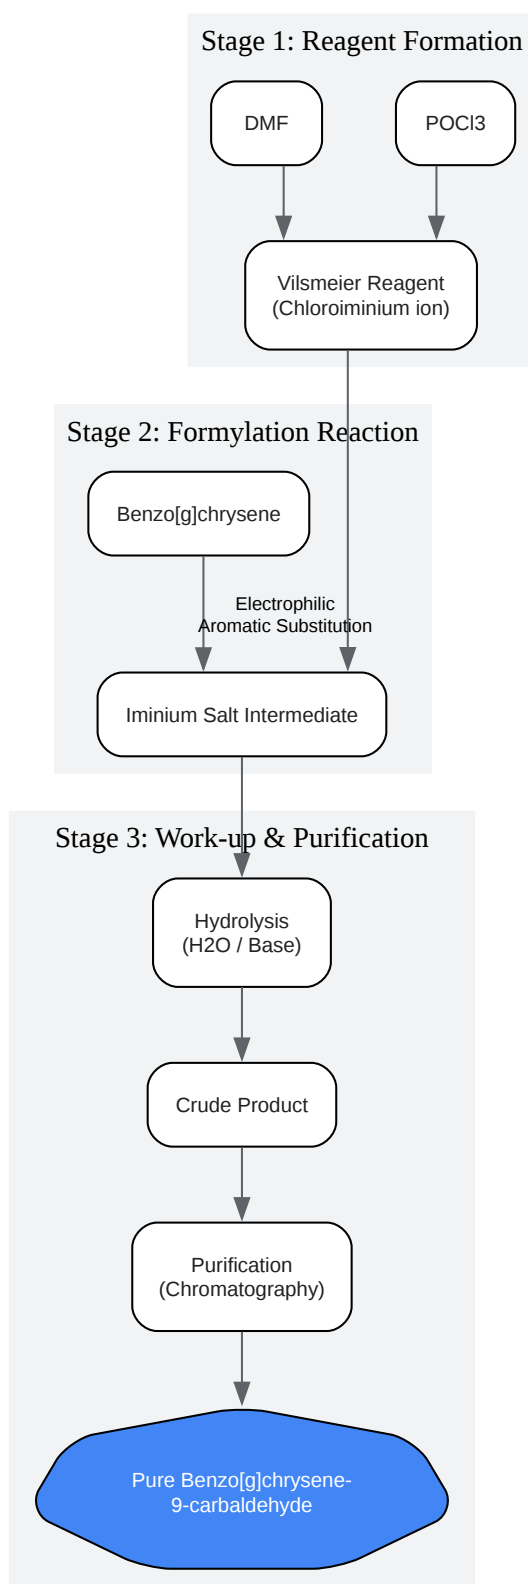 Stage 1: Reagent Formation
DMF
POCl3
Vilsmeier Reagent
(Chloroiminium ion)
Stage 2: Formylation Reaction
Benzo[g]chrysene
Electrophilic
Aromatic Substitution
Iminium Salt Intermediate
Stage 3: Work-up & Purification
Hydrolysis
(H2O / Base)
Crude Product
Purification
(Chromatography)
Pure Benzo[g]chrysene-
9-carbaldehyde